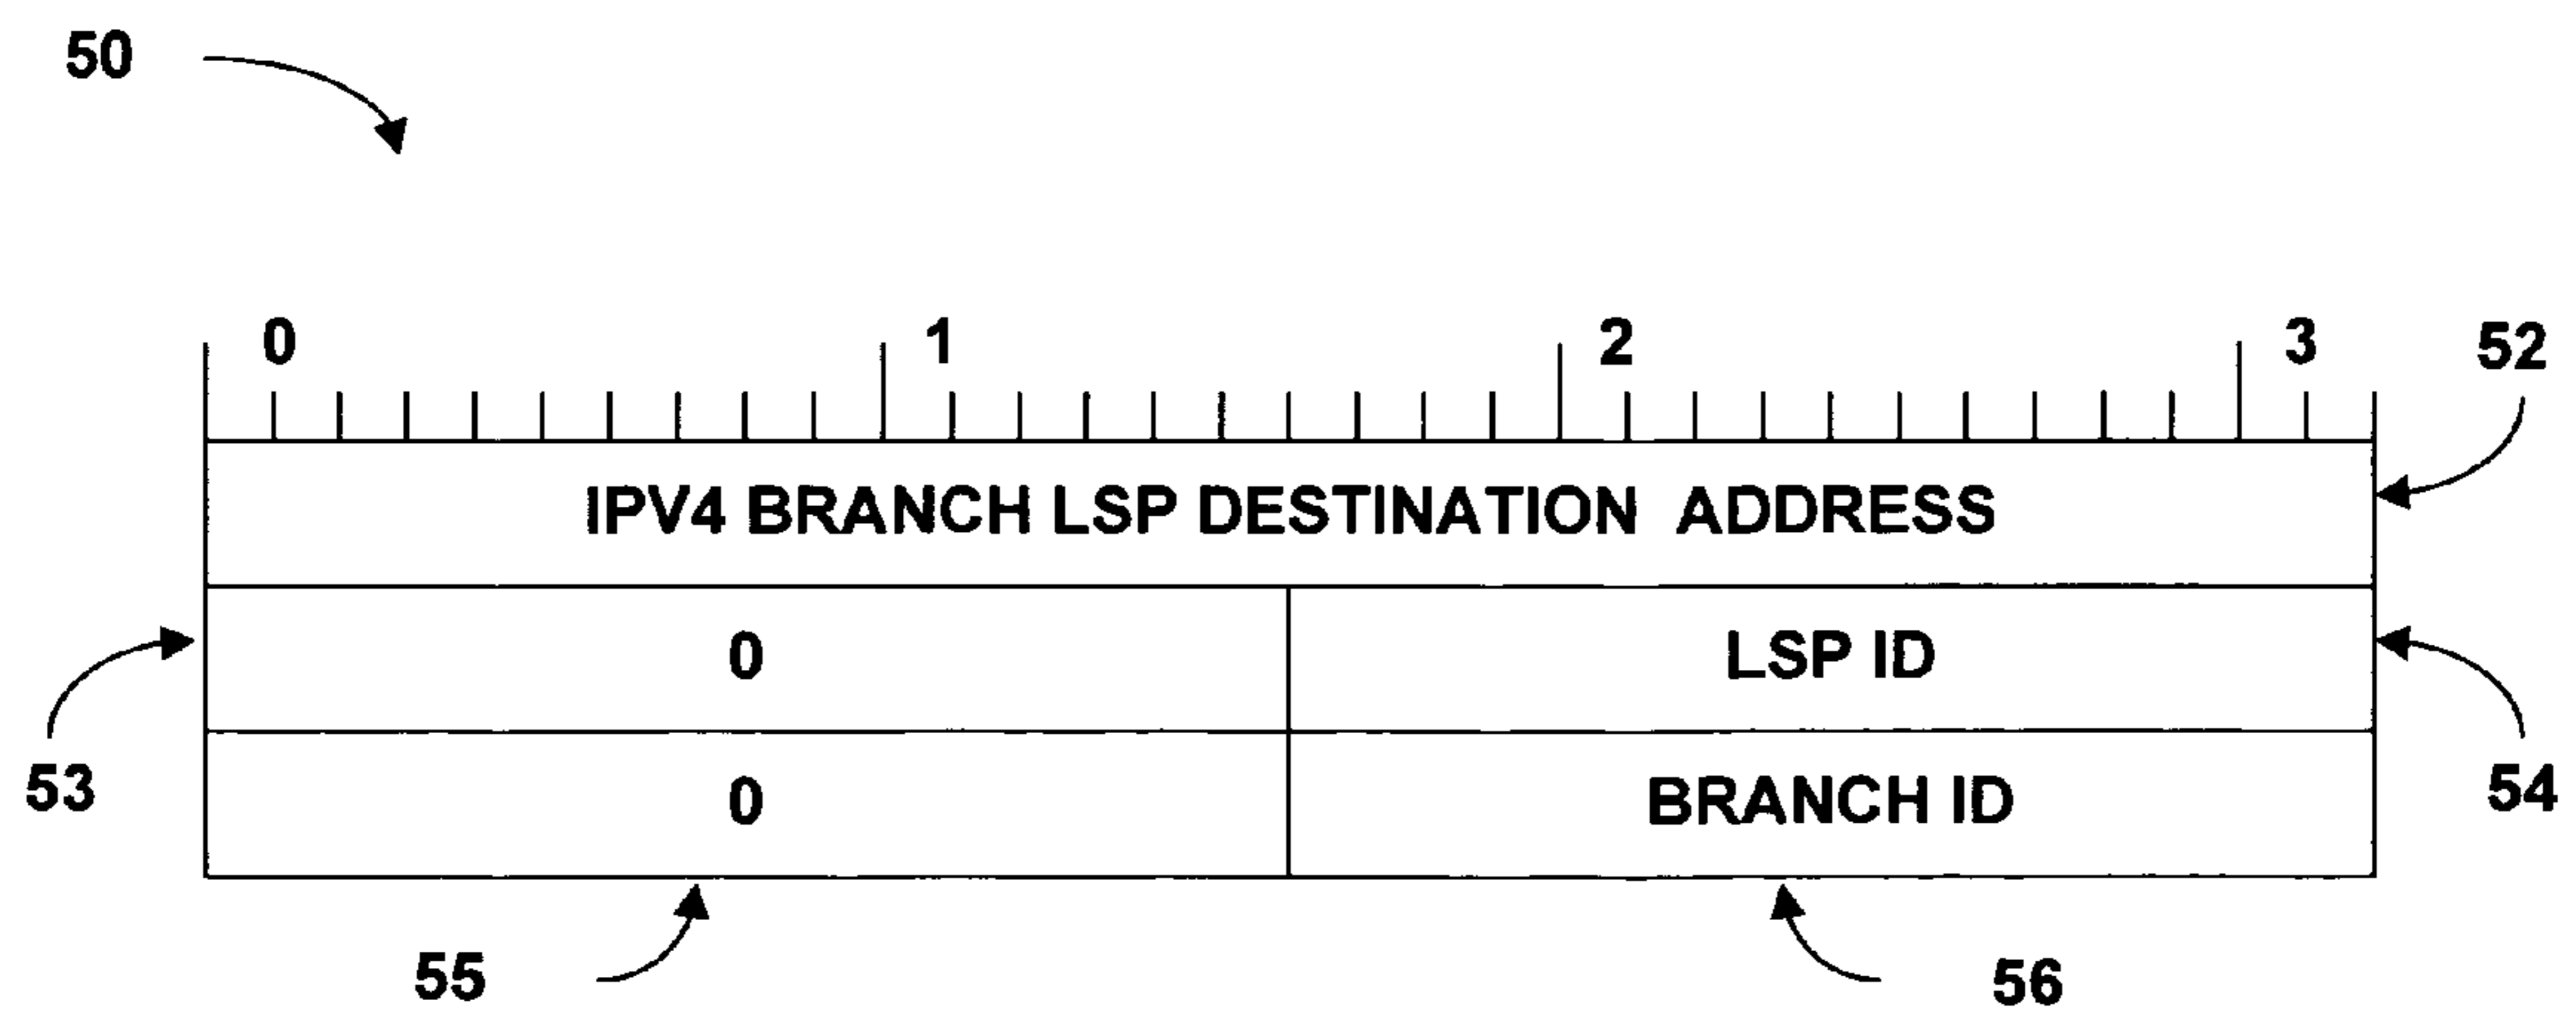 50
0 1 2 3
52
IPV4 BRANCH LSP DESTINATION ADDRESS
0 LSP ID
53
54
0 BRANCH ID
55
56